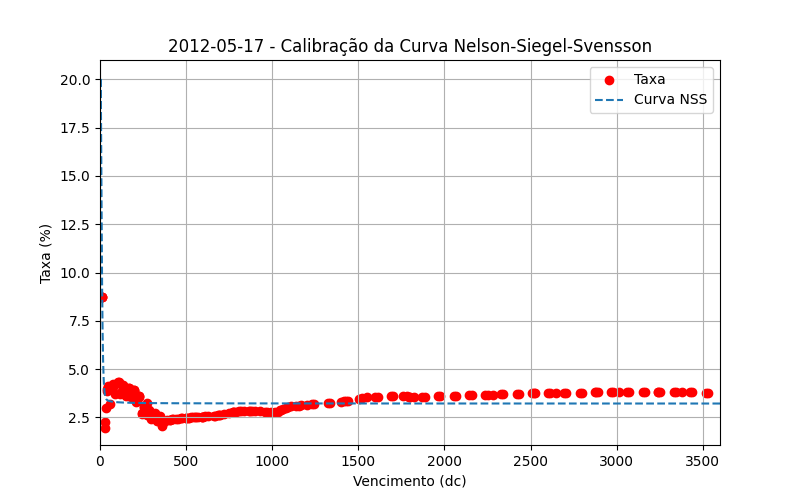 2012-05-17 - Calibração da Curva Nelson-Siegel-Svensson
Taxa
Curva NSS
20.0
17.5
15.0
12.5
10.0
7.5
5.0
2.5
Taxa (%)
0 500 1000 1500 2000 2500 3000 3500
Vencimento (dc)